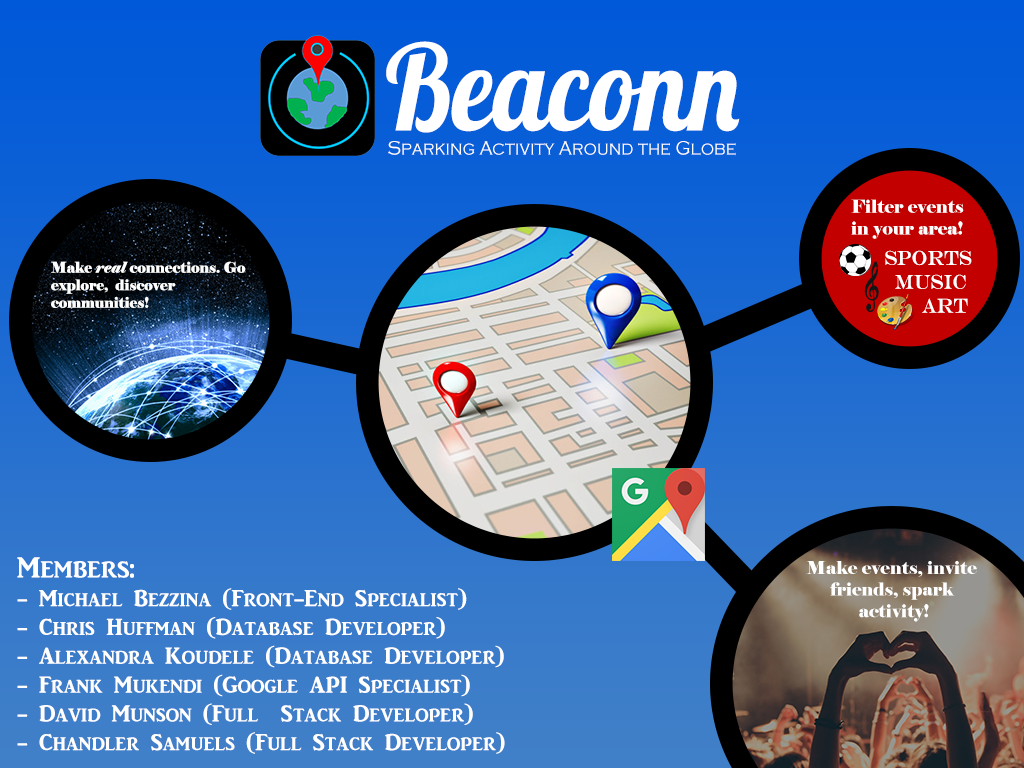 Beaconn
Sparking Activity Around the Globe
Make real connections. Go
explore, discover
communities!
Filter events
in your area!
SPORTS
MUSIC
ART
G
Make events, invite
friends, spark
activity!
Members:
- Michael Bezzina (Front-End Specialist)
- Chris Huffman (Database Developer)
- Alexandra Koudele (Database Developer)
- Frank Mukendi (Google API Specialist)
- David Munson (Full Stack Developer)
- Chandler Samuels (Full Stack Developer)